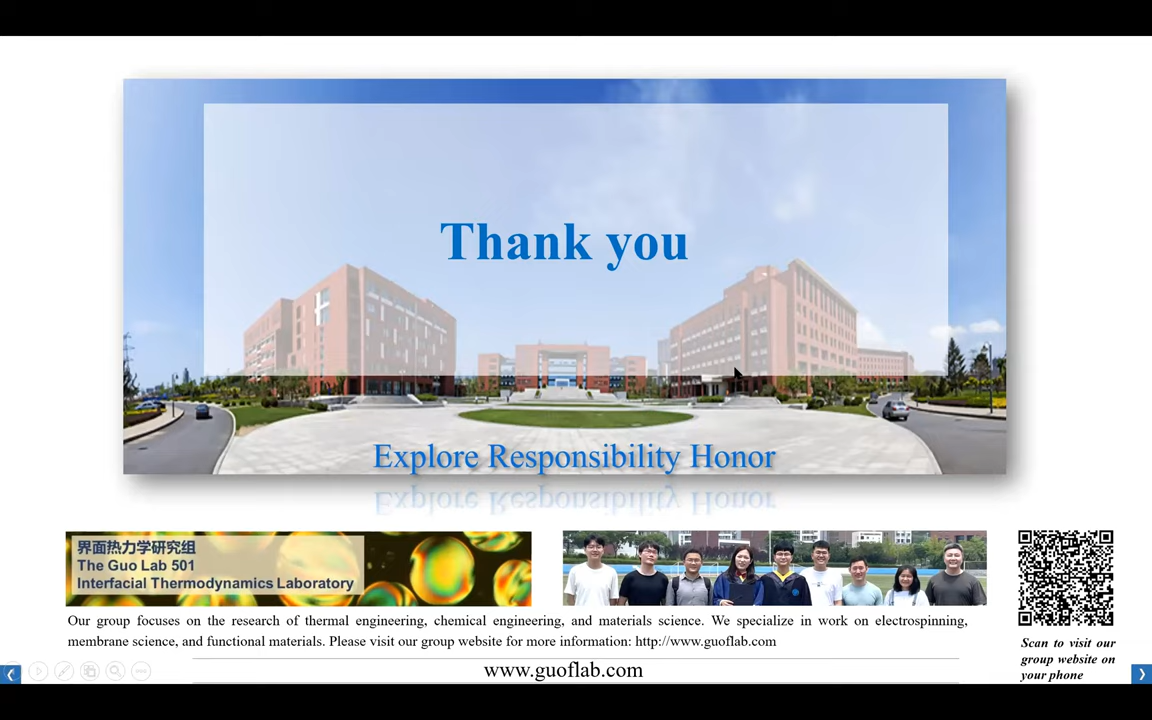 Thank you
Explore Responsibility Honor
界面热力学研究组
The Guo Lab 501
Interfacial Thermodynamics Laboratory
Our group focuses on the research of thermal engineering, chemical engineering, and materials science. We specialize in work on electrospinning,
membrane science, and functional materials. Please visit our group website for more information: http://www.guoflab.com
www.guoflab.com
Scan to visit our
group website on
your phone